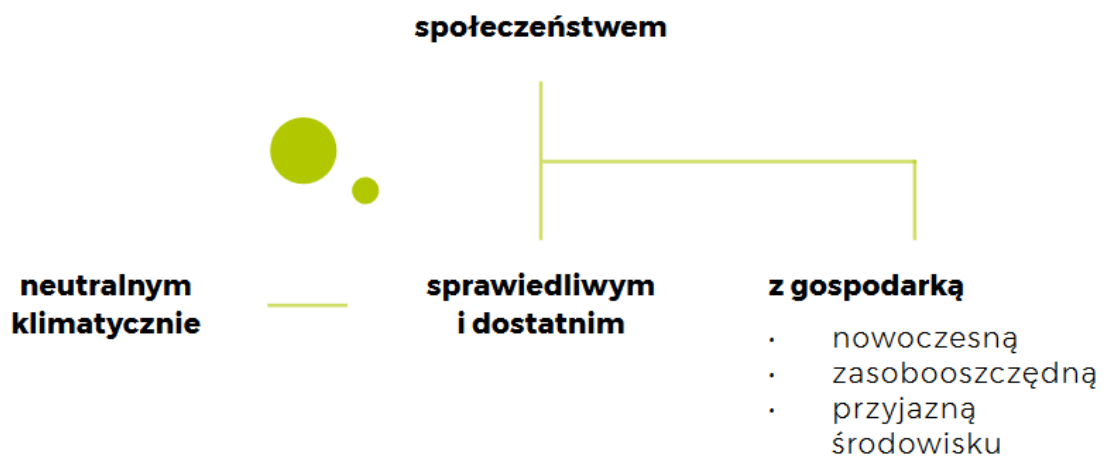 społeczeństwem
neutralnym
klimatycznie
sprawiedliwym
i dostatnim
z gospodarką
• nowoczesną
• zasobooszczędną
• przyjazną
środowisku